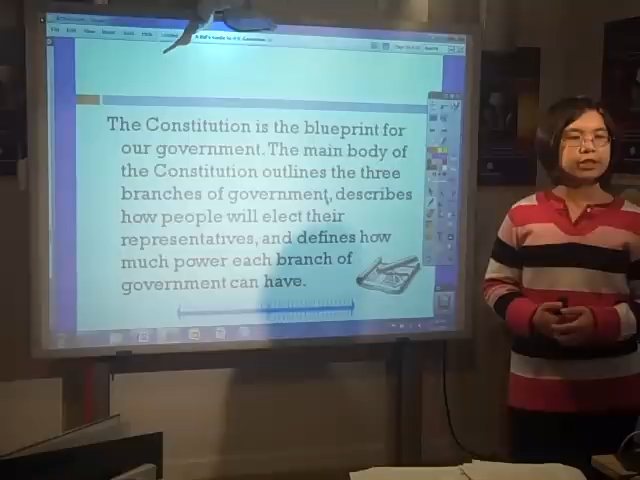 The Constitution is the blueprint for
our government. The main body of
the Constitution outlines the three
branches of government, describes
how people will elect their
representatives, and defines how
much power each branch of
government can have.